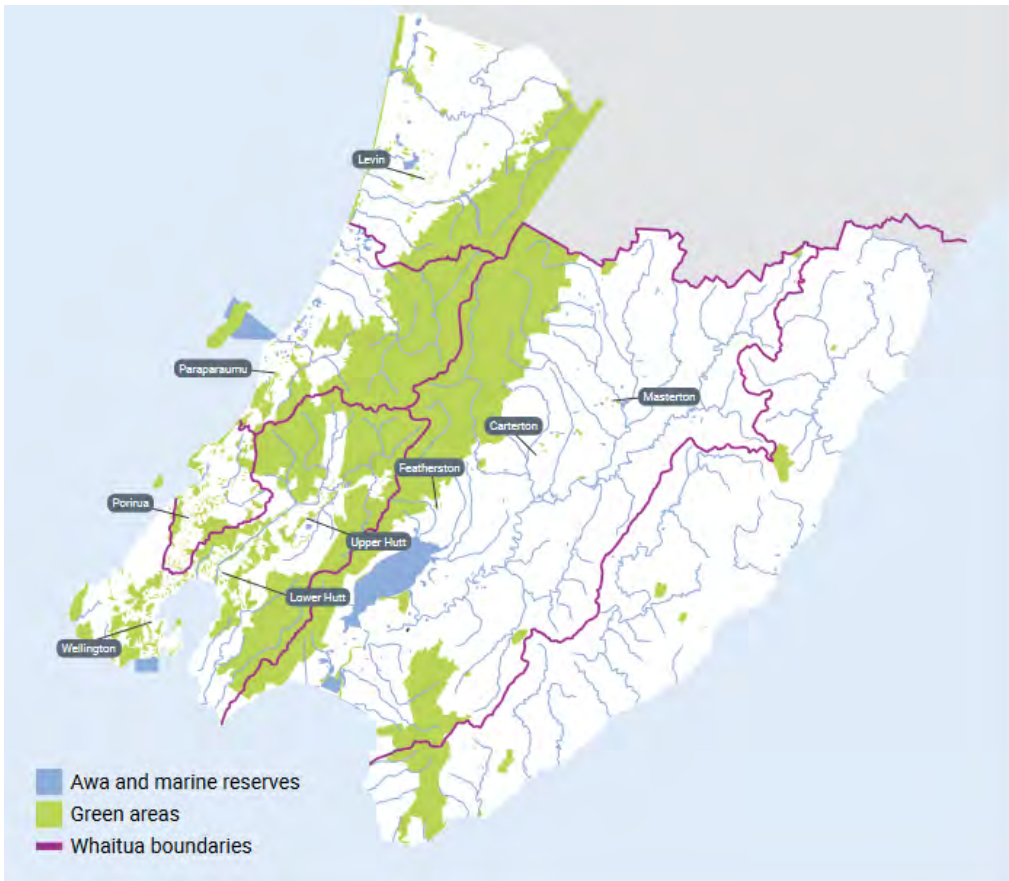 Levin
Paraparaumu
Masterton
Carterton
Featherston
Porirua
Upper Hutt
Lower Hutt
Wellington
Awa and marine reserves
Green areas
Whaitua boundaries